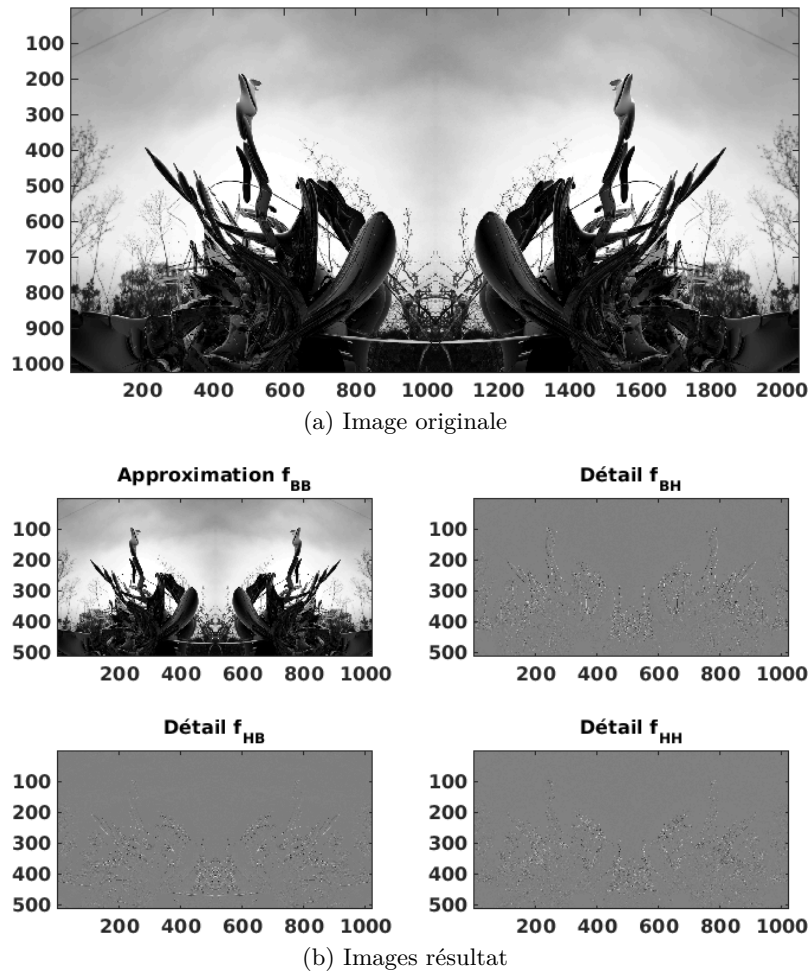 100
200
300
400
500
600
700
800
900
1000
200 400 600 800 1000 1200 1400 1600 1800 2000
(a) Image originale
Approximation f_BB
100
200
300
400
500
200 400 600 800 1000
Détail f_BH
100
200
300
400
500
200 400 600 800 1000
Détail f_HB
100
200
300
400
500
200 400 600 800 1000
Détail f_HH
100
200
300
400
500
200 400 600 800 1000
(b) Images résultat